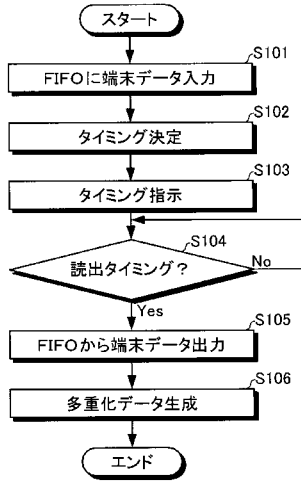 スタート
S101
FIFOに端末データ入力
S102
タイミング決定
S103
タイミング指示
S104
読出タイミング?
No
Yes
S105
FIFOから端末データ出力
S106
多重化データ生成
エンド